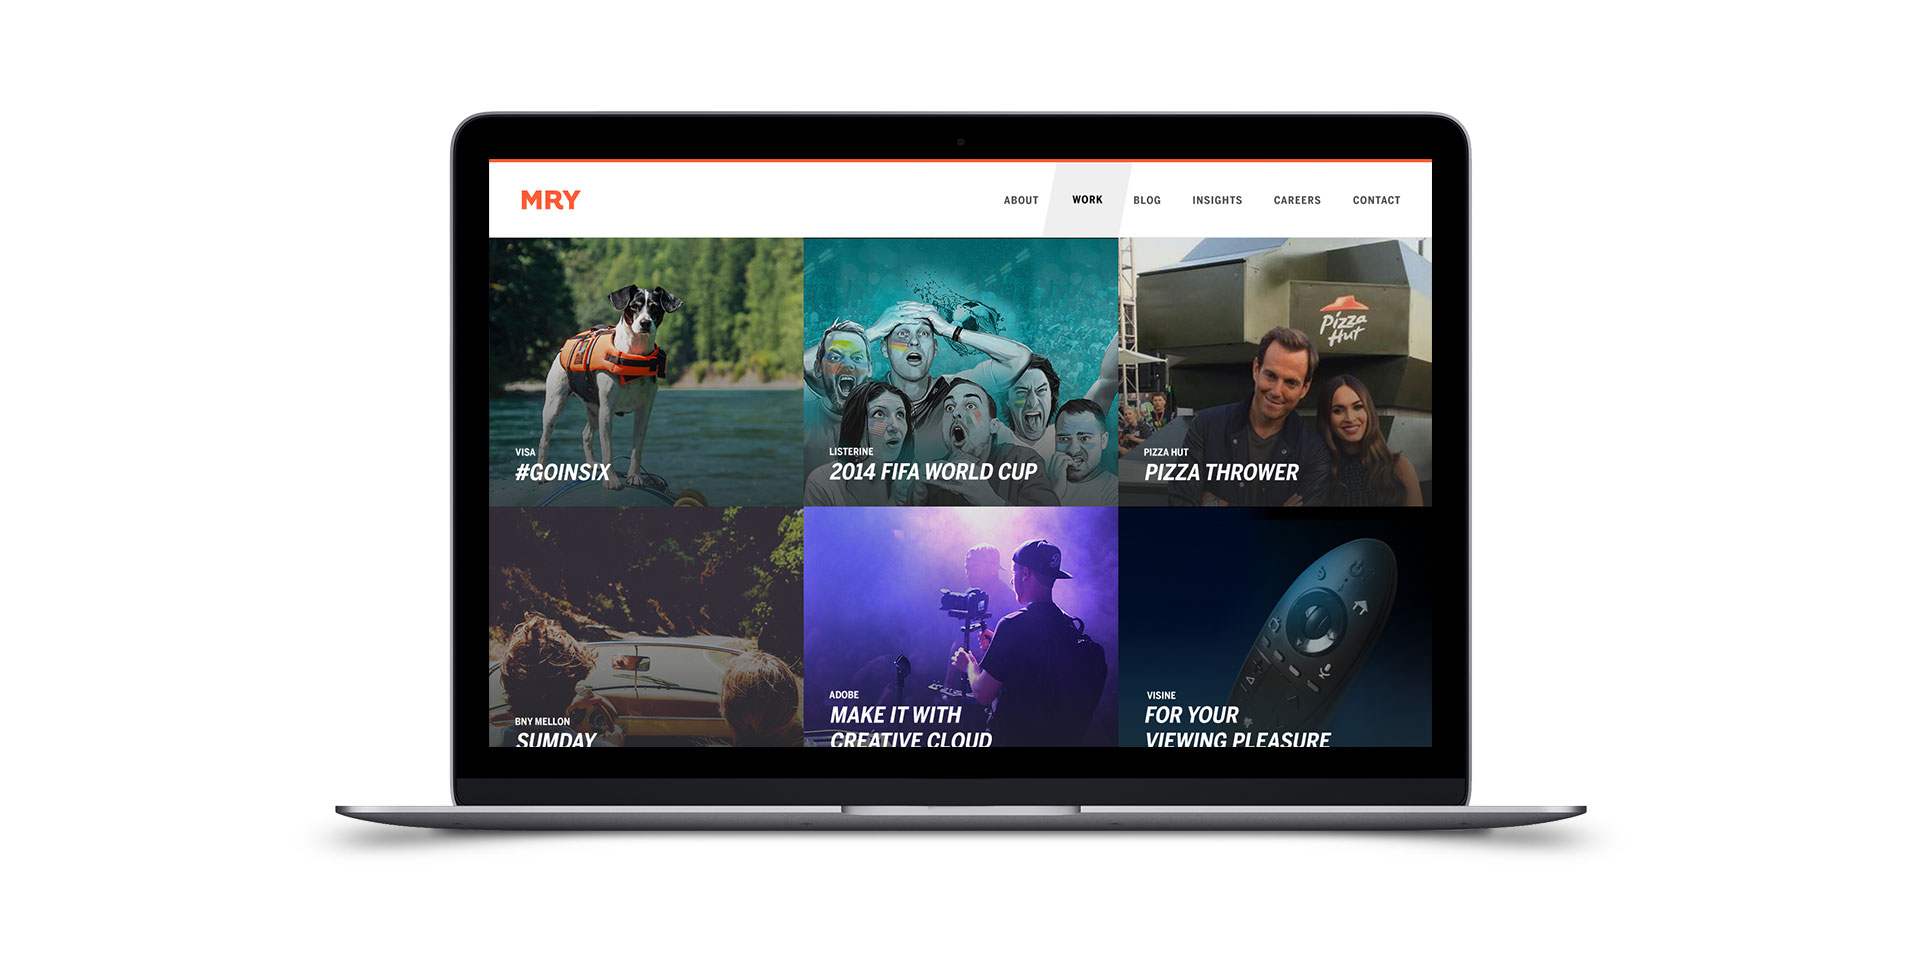 MRY
ABOUT
WORK
BLOG
INSIGHTS
CAREERS
CONTACT
Pizza
Hut
VISA
#GOINSIX
LISTERINE
2014 FIFA WORLD CUP
PIZZA HUT
PIZZA THROWER
BNY MELLON
SUMDAY
ADOBE
MAKE IT WITH
CREATIVE CLOUD
VISINE
FOR YOUR
VIEWING PLEASURE